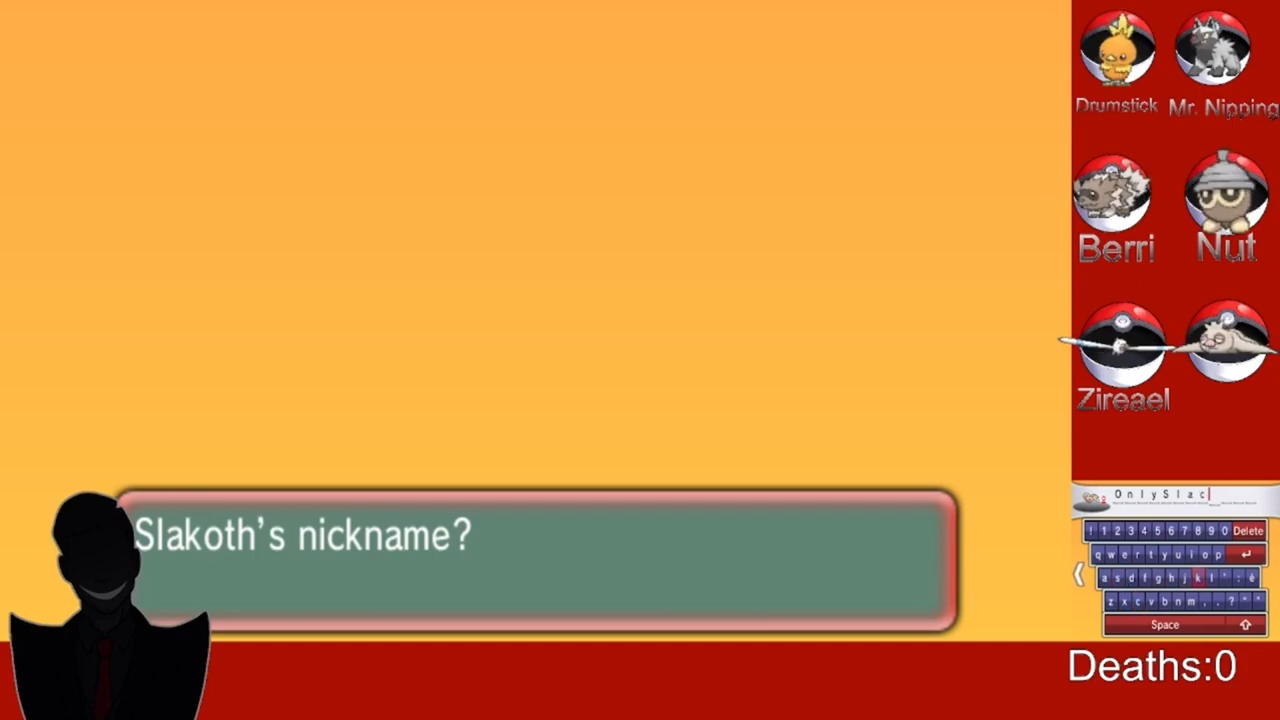 Drumstick Mr. Nipping
Berri Nut
Zireael
Slakoth's nickname?
OnlySlac
! 1 2 3 4 5 6 7 8 9 0 Delete
q w e r t y u i o p
a s d f g h j k l ' : é
z x c v b n m , . ? " "
Space
Deaths:0